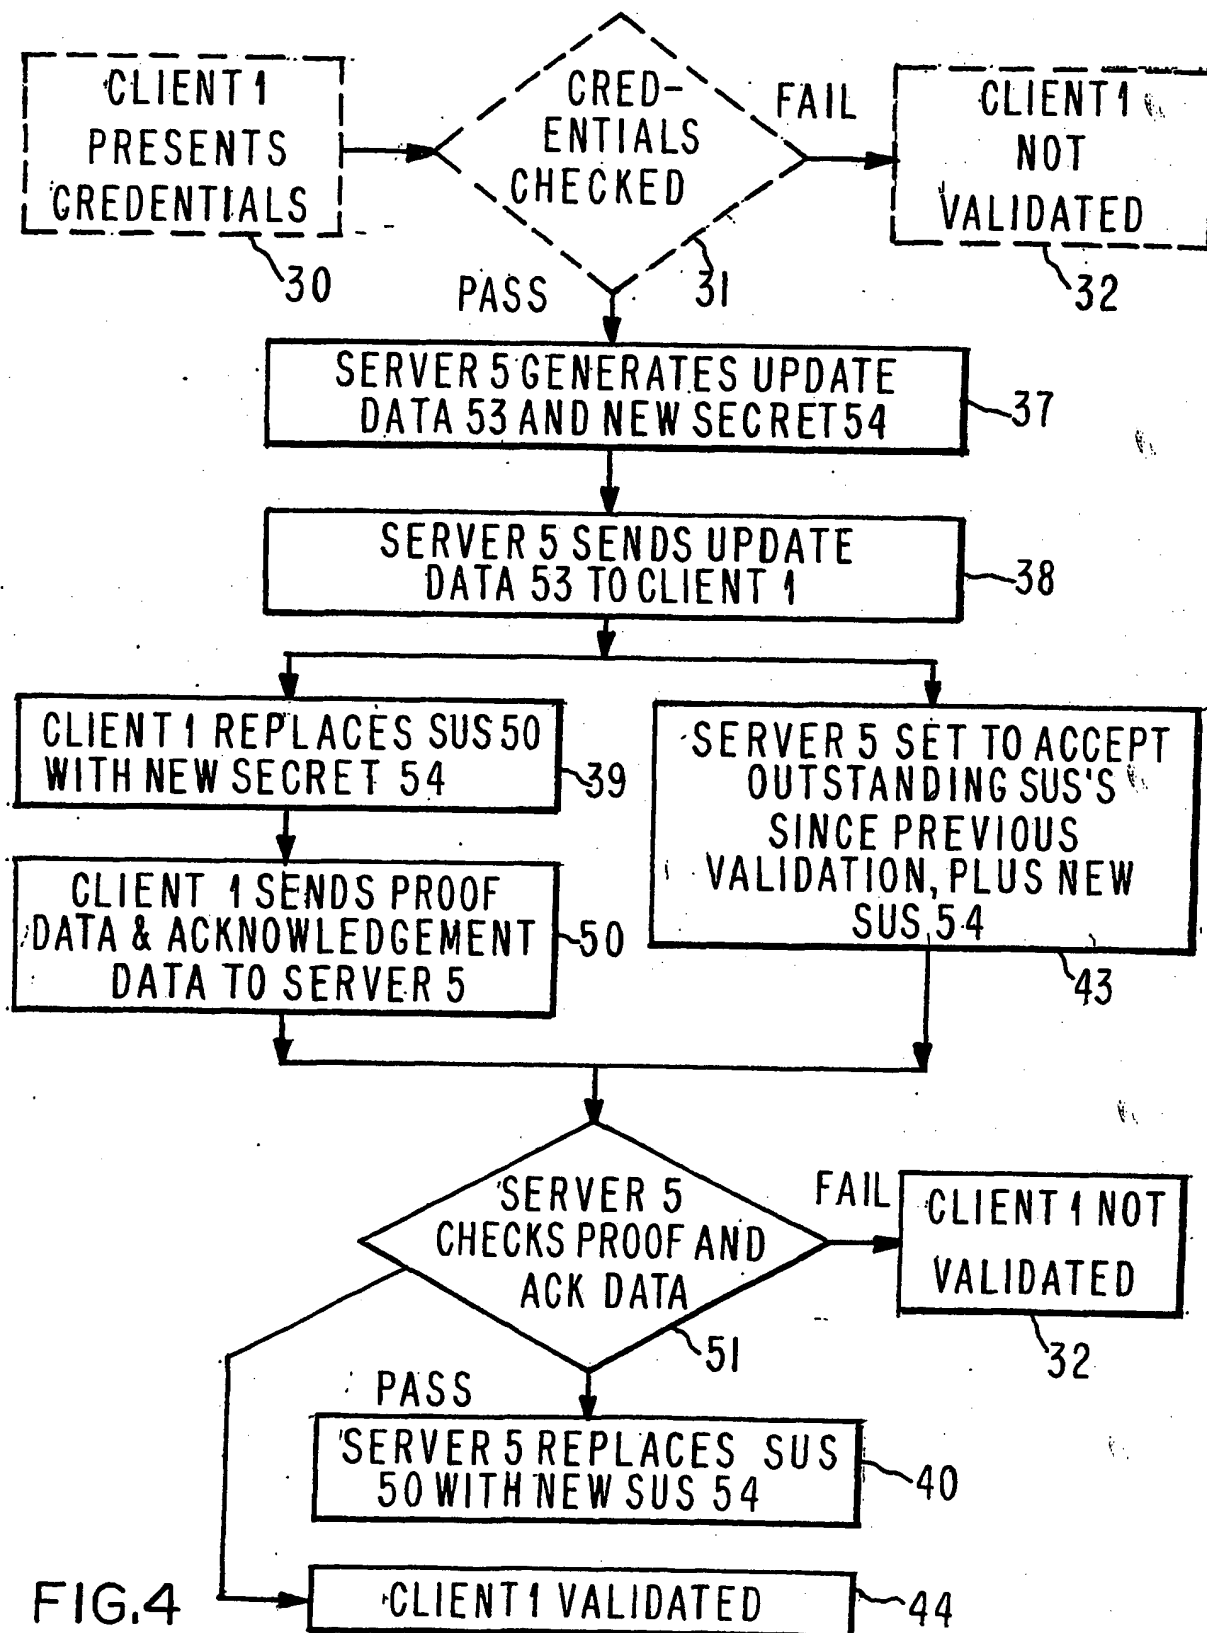 CLIENT 1
PRESENTS
CREDENTIALS
30
CRED-
ENTIALS
CHECKED
31
FAIL
CLIENT 1
NOT
VALIDATED
32
PASS
SERVER 5 GENERATES UPDATE
DATA 53 AND NEW SECRET 54
37
SERVER 5 SENDS UPDATE
DATA 53 TO CLIENT 1
38
CLIENT 1 REPLACES SUS 50
WITH NEW SECRET 54
39
SERVER 5 SET TO ACCEPT
OUTSTANDING SUS'S
SINCE PREVIOUS
VALIDATION, PLUS NEW
SUS 54
43
CLIENT 1 SENDS PROOF
DATA & ACKNOWLEDGEMENT
DATA TO SERVER 5
50
SERVER 5
CHECKS PROOF AND
ACK DATA
51
FAIL
CLIENT 1 NOT
VALIDATED
32
PASS
SERVER 5 REPLACES SUS
50 WITH NEW SUS 54
40
CLIENT 1 VALIDATED
44
FIG.4